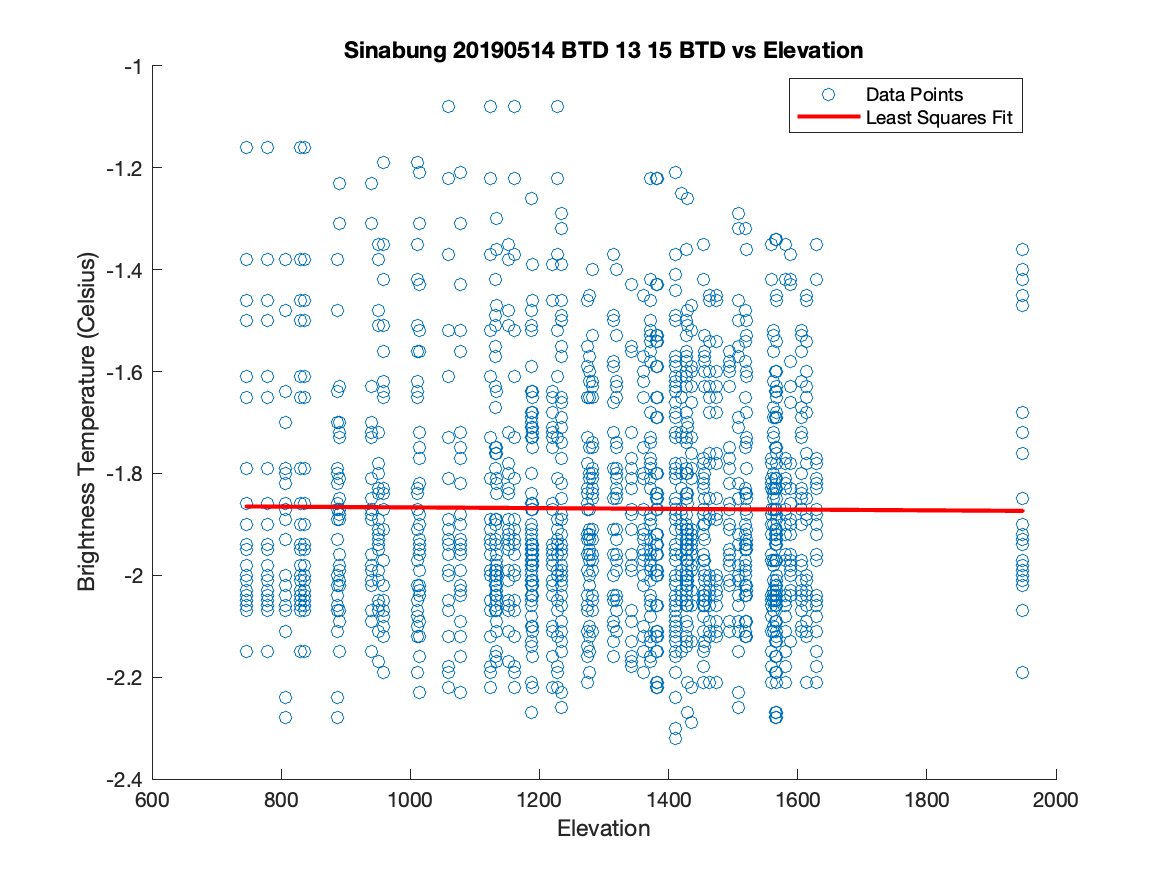 Sinabung 20190514 BTD 13 15 BTD vs Elevation
Data Points
Least Squares Fit
Brightness Temperature (Celsius)
-1
-1.2
-1.4
-1.6
-1.8
-2
-2.2
-2.4
600 800 1000 1200 1400 1600 1800 2000
Elevation